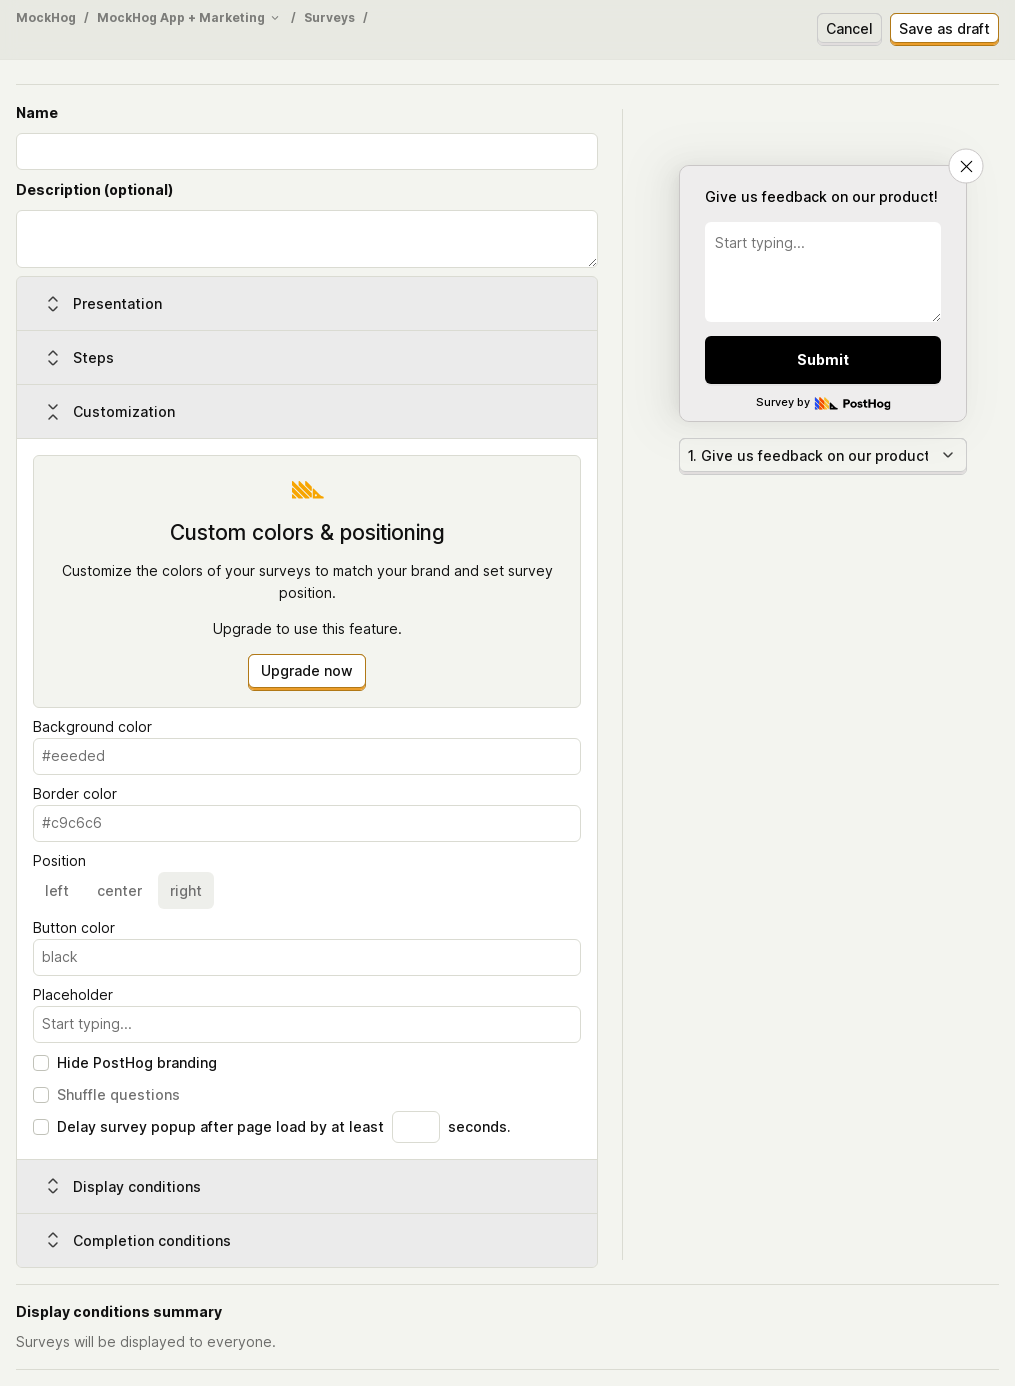 MockHog / MockHog App + Marketing / Surveys /
Cancel
Save as draft
Name
Description (optional)
Presentation
Steps
Customization
Custom colors & positioning
Customize the colors of your surveys to match your brand and set survey
position.
Upgrade to use this feature.
Upgrade now
Background color
#eeeded
Border color
#c9c6c6
Position
left
center
right
Button color
black
Placeholder
Start typing...
Hide PostHog branding
Shuffle questions
Delay survey popup after page load by at least seconds.
Display conditions
Completion conditions
Give us feedback on our product!
Start typing...
Submit
Survey by PostHog
1. Give us feedback on our product
Display conditions summary
Surveys will be displayed to everyone.